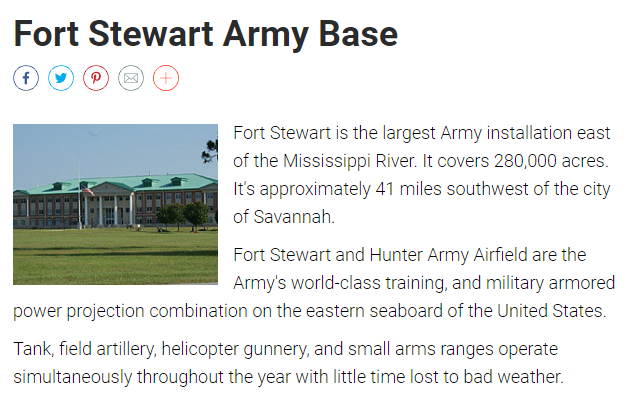 Fort Stewart Army Base
Fort Stewart is the largest Army installation east
of the Mississippi River. It covers 280,000 acres.
It's approximately 41 miles southwest of the city
of Savannah.
Fort Stewart and Hunter Army Airfield are the
Army's world-class training, and military armored
power projection combination on the eastern seaboard of the United States.
Tank, field artillery, helicopter gunnery, and small arms ranges operate
simultaneously throughout the year with little time lost to bad weather.